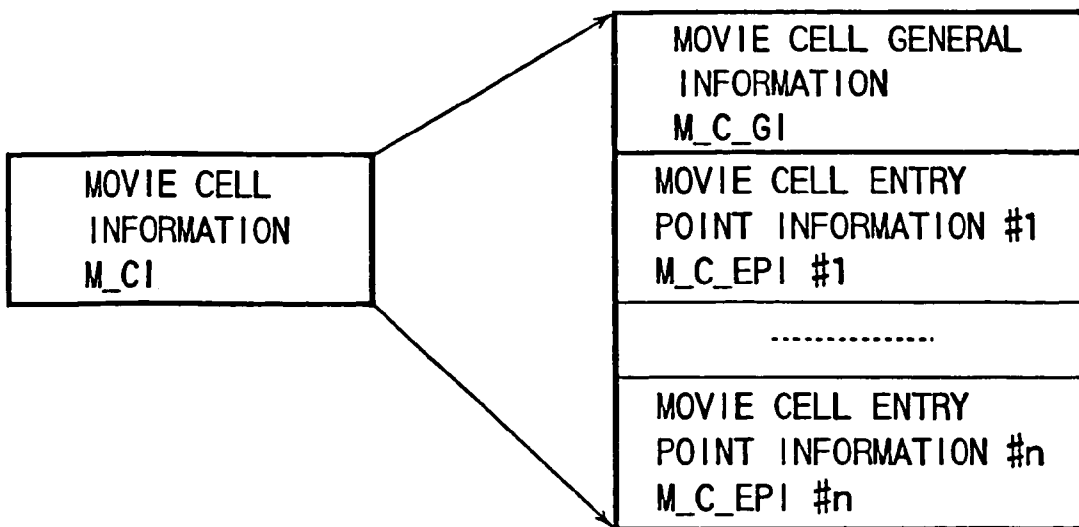 MOVIE CELL
INFORMATION
M_CI
MOVIE CELL GENERAL
INFORMATION
M_C_GI
MOVIE CELL ENTRY
POINT INFORMATION #1
M_C_EPI #1
..............
MOVIE CELL ENTRY
POINT INFORMATION #n
M_C_EPI #n